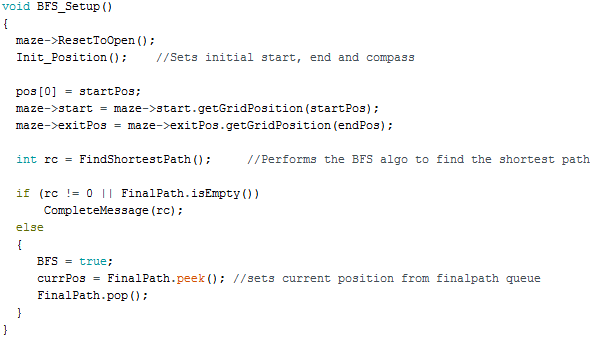 void BFS_Setup()
{
  maze->ResetToOpen();
  Init_Position();    //Sets initial start, end and compass

  pos[0] = startPos;
  maze->start = maze->start.getGridPosition(startPos);
  maze->exitPos = maze->exitPos.getGridPosition(endPos);

  int rc = FindShortestPath();     //Performs the BFS algo to find the shortest path

  if (rc != 0 || FinalPath.isEmpty())
      CompleteMessage(rc);
  else
  {
     BFS = true;
     currPos = FinalPath.peek(); //sets current position from finalpath queue
     FinalPath.pop();
  }
}